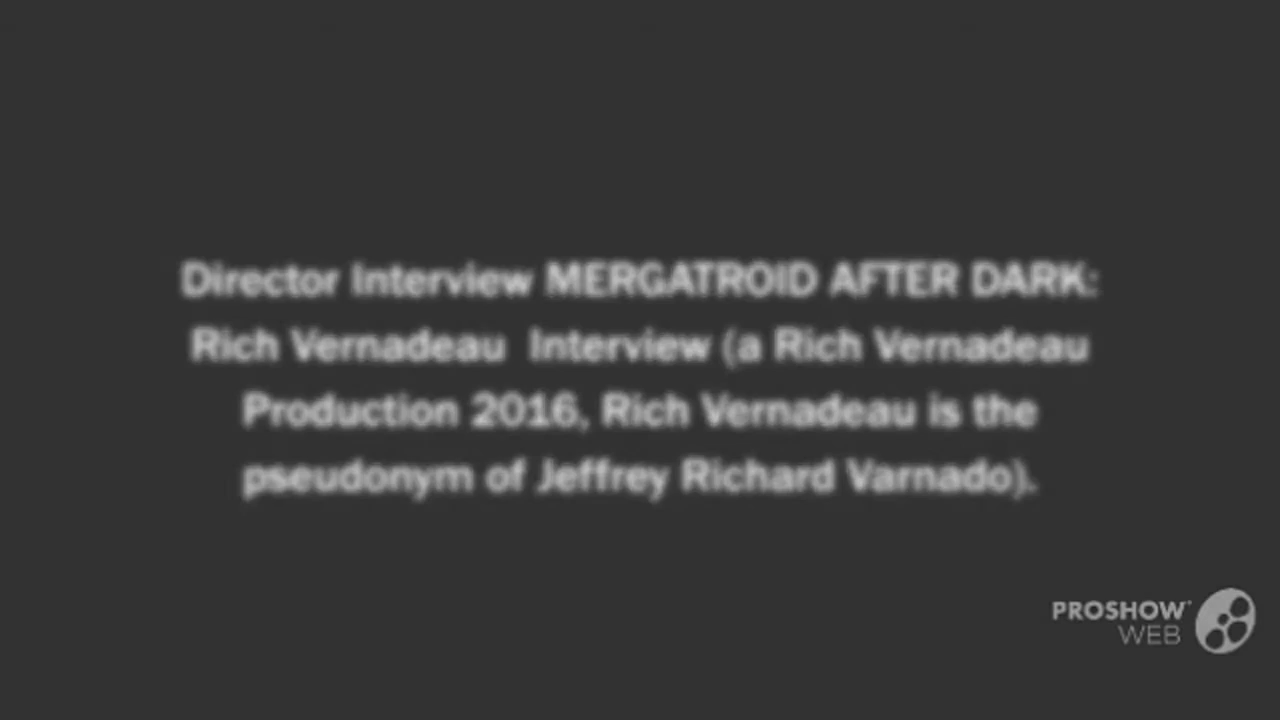 Director Interview MERGATROID AFTER DARK:
Rich Vernadeau  Interview (a Rich Vernadeau
Production 2016, Rich Vernadeau is the
pseudonym of Jeffrey Richard Varnado).
PROSHOW
WEB